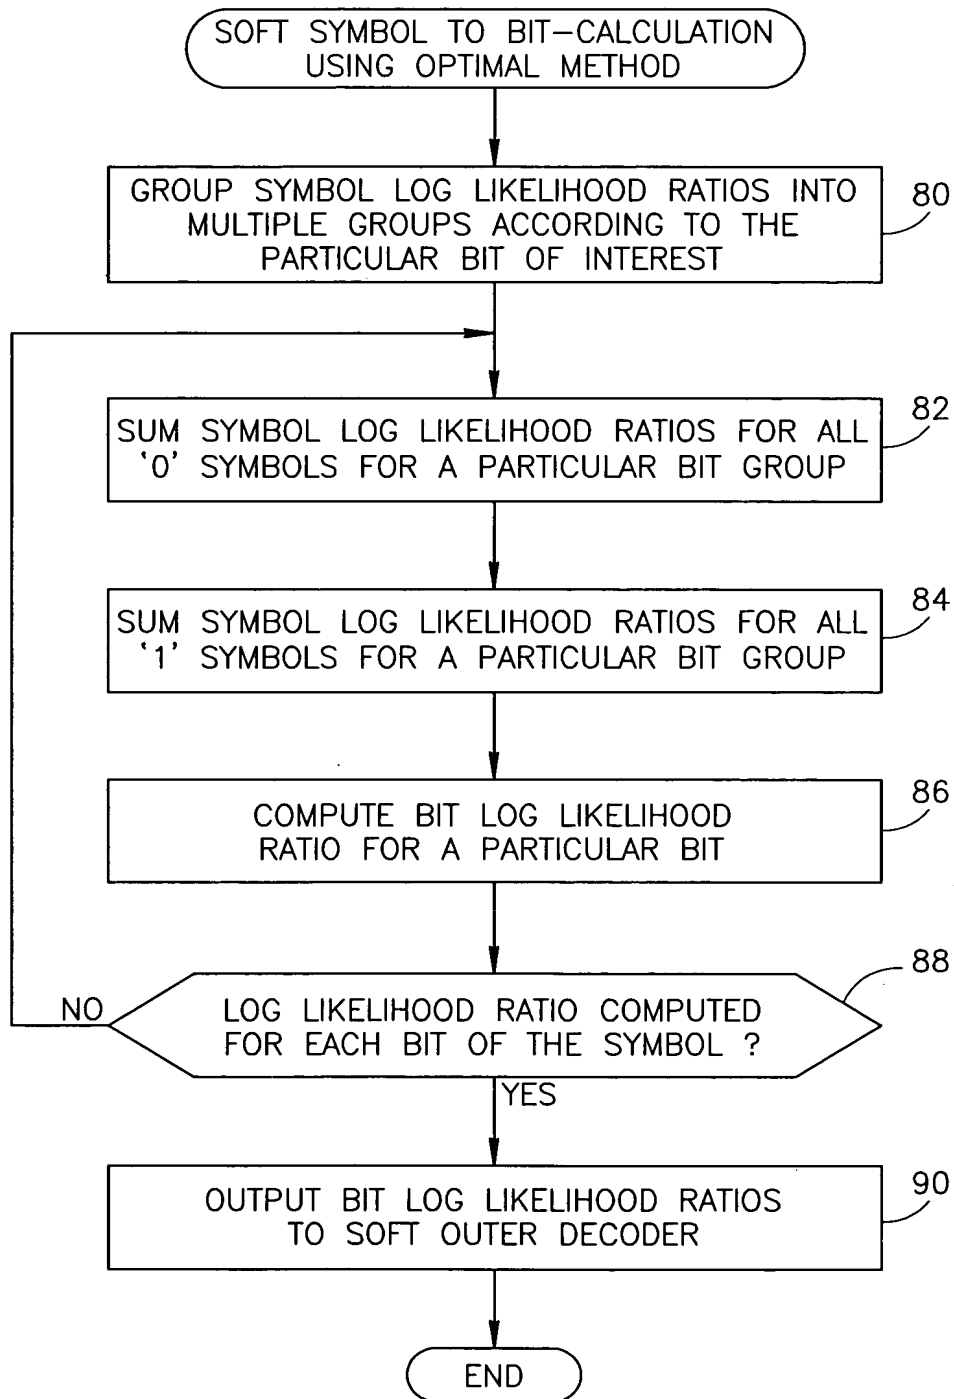 SOFT SYMBOL TO BIT-CALCULATION
USING OPTIMAL METHOD
GROUP SYMBOL LOG LIKELIHOOD RATIOS INTO
MULTIPLE GROUPS ACCORDING TO THE
PARTICULAR BIT OF INTEREST
80
SUM SYMBOL LOG LIKELIHOOD RATIOS FOR ALL
‘0’ SYMBOLS FOR A PARTICULAR BIT GROUP
82
SUM SYMBOL LOG LIKELIHOOD RATIOS FOR ALL
‘1’ SYMBOLS FOR A PARTICULAR BIT GROUP
84
COMPUTE BIT LOG LIKELIHOOD
RATIO FOR A PARTICULAR BIT
86
NO
LOG LIKELIHOOD RATIO COMPUTED
FOR EACH BIT OF THE SYMBOL ?
88
YES
OUTPUT BIT LOG LIKELIHOOD RATIOS
TO SOFT OUTER DECODER
90
END